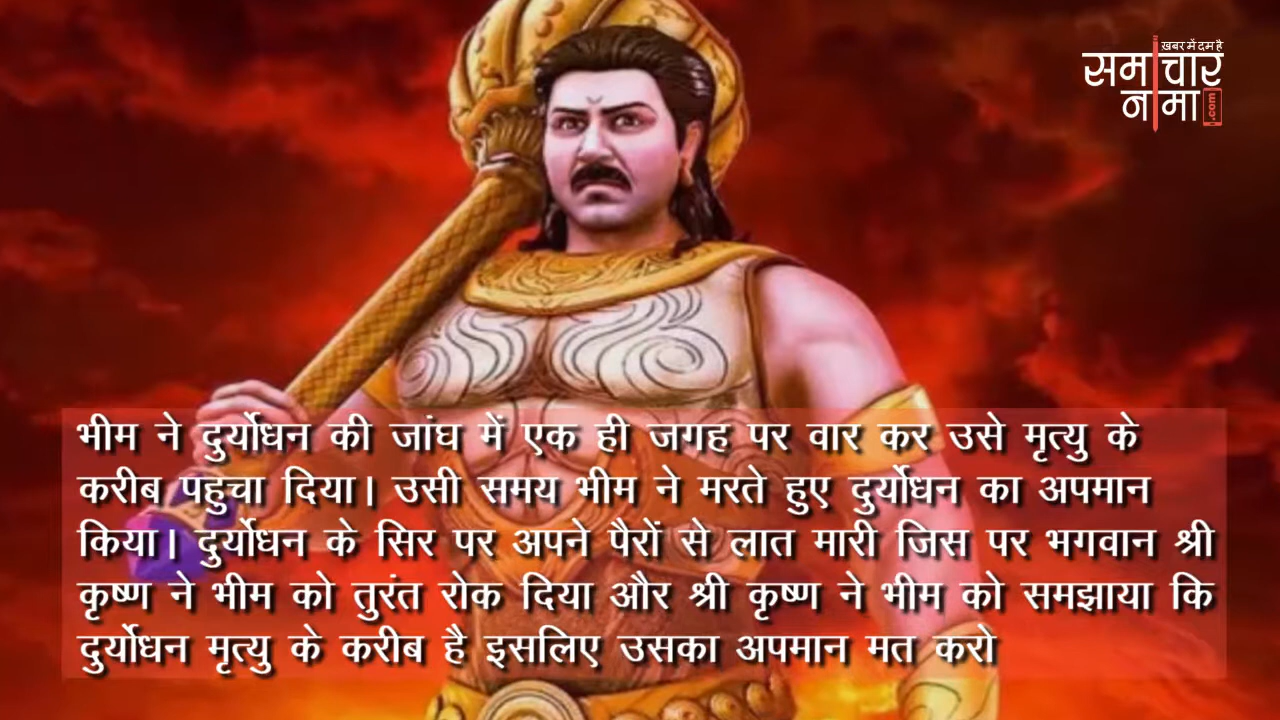 ख़बर में दम है
समाचार
नामा
.com
भीम ने दुर्योधन की जांघ में एक ही जगह पर वार कर उसे मृत्यु के
करीब पहुचा दिया। उसी समय भीम ने मरते हुए दुर्योधन का अपमान
किया। दुर्योधन के सिर पर अपने पैरों से लात मारी जिस पर भगवान श्री
कृष्ण ने भीम को तुरंत रोक दिया और श्री कृष्ण ने भीम को समझाया कि
दुर्योधन मृत्यु के करीब है इसलिए उसका अपमान मत करो